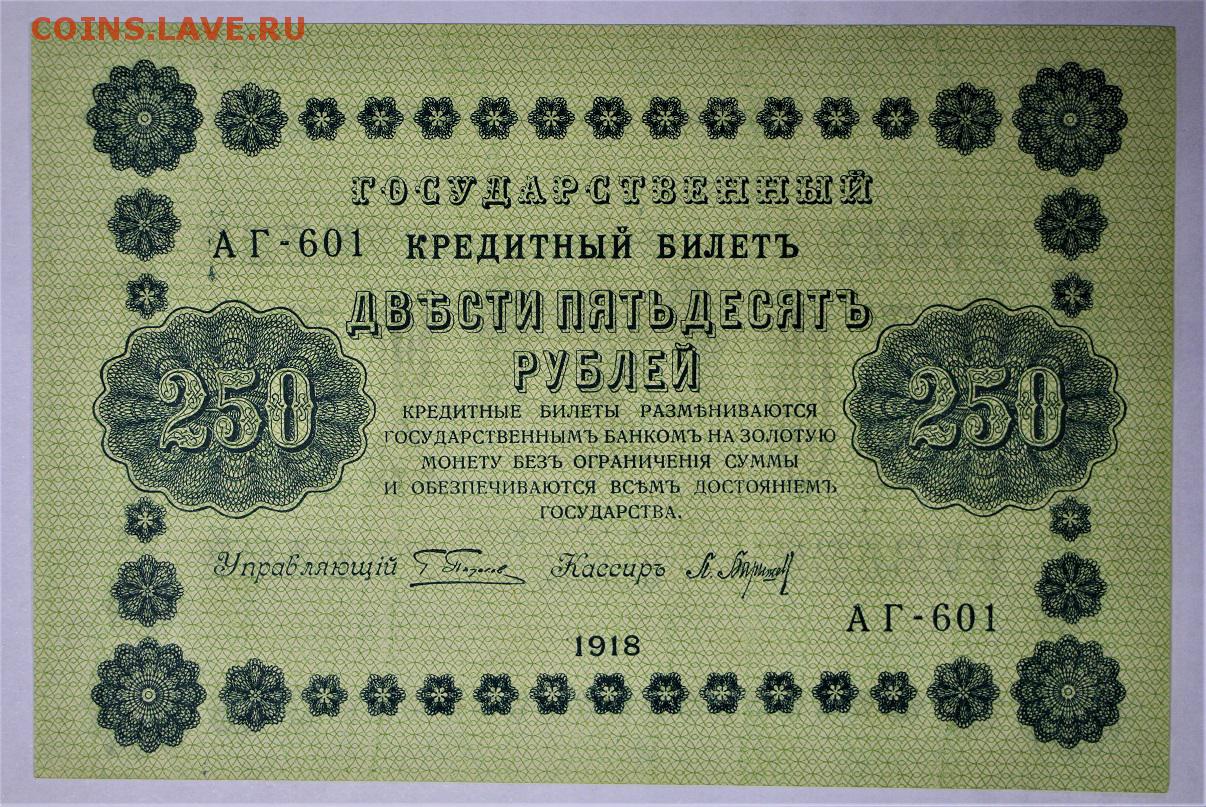 COINS.LAVE.RU
ГОСУДАРСТВЕННЫЙ
АГ-601 КРЕДИТНЫЙ БИЛЕТЪ
ДВѢСТИ ПЯТЬДЕСЯТЪ
РУБЛЕЙ
250 250
КРЕДИТНЫЕ БИЛЕТЫ РАЗМѢНИВАЮТСЯ
ГОСУДАРСТВЕННЫМЪ БАНКОМЪ НА ЗОЛОТУЮ
МОНЕТУ БЕЗЪ ОГРАНИЧЕНІЯ СУММЫ
И ОБЕЗПЕЧИВАЮТСЯ ВСѢМЪ ДОСТОЯНІЕМЪ
ГОСУДАРСТВА.
Управляющій Кассиръ
АГ-601
1918